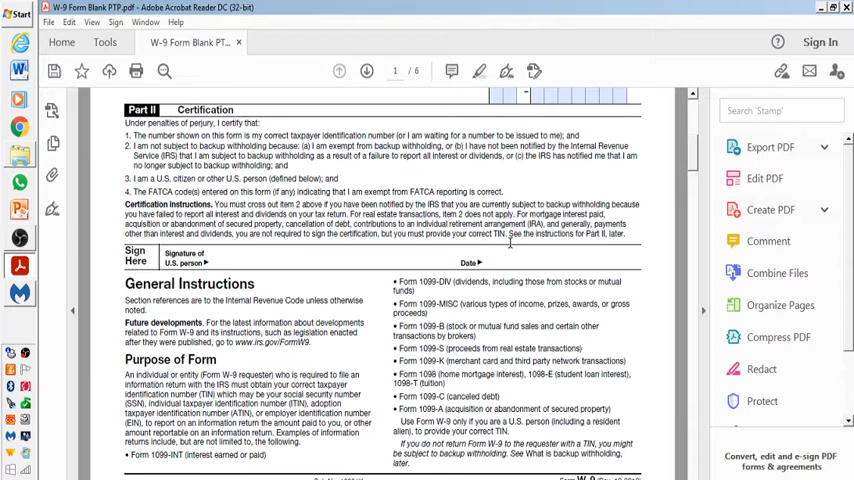 Start
W-9 Form Blank PTP.pdf - Adobe Acrobat Reader DC (32-bit)
File Edit View Sign Window Help
Home Tools W-9 Form Blank PT... × Sign In
1 / 6
Search 'Stamp'
Part II Certification
Under penalties of perjury, I certify that:
1. The number shown on this form is my correct taxpayer identification number (or I am waiting for a number to be issued to me); and
2. I am not subject to backup withholding because: (a) I am exempt from backup withholding, or (b) I have not been notified by the Internal Revenue
Service (IRS) that I am subject to backup withholding as a result of a failure to report all interest or dividends, or (c) the IRS has notified me that I am
no longer subject to backup withholding; and
3. I am a U.S. citizen or other U.S. person (defined below); and
4. The FATCA code(s) entered on this form (if any) indicating that I am exempt from FATCA reporting is correct.
Certification instructions. You must cross out item 2 above if you have been notified by the IRS that you are currently subject to backup withholding because
you have failed to report all interest and dividends on your tax return. For real estate transactions, item 2 does not apply. For mortgage interest paid,
acquisition or abandonment of secured property, cancellation of debt, contributions to an individual retirement arrangement (IRA), and generally, payments
other than interest and dividends, you are not required to sign the certification, but you must provide your correct TIN. See the instructions for Part II, later.
Sign
Here
Signature of
U.S. person
Date
General Instructions
Section references are to the Internal Revenue Code unless otherwise
noted.
Future developments. For the latest information about developments
related to Form W-9 and its instructions, such as legislation enacted
after they were published, go to www.irs.gov/FormW9.
Purpose of Form
An individual or entity (Form W-9 requester) who is required to file an
information return with the IRS must obtain your correct taxpayer
identification number (TIN) which may be your social security number
(SSN), individual taxpayer identification number (ITIN), adoption
taxpayer identification number (ATIN), or employer identification number
(EIN), to report on an information return the amount paid to you, or other
amount reportable on an information return. Examples of information
returns include, but are not limited to, the following.
• Form 1099-INT (interest earned or paid)
• Form 1099-DIV (dividends, including those from stocks or mutual
funds)
• Form 1099-MISC (various types of income, prizes, awards, or gross
proceeds)
• Form 1099-B (stock or mutual fund sales and certain other
transactions by brokers)
• Form 1099-S (proceeds from real estate transactions)
• Form 1099-K (merchant card and third party network transactions)
• Form 1098 (home mortgage interest), 1098-E (student loan interest),
1098-T (tuition)
• Form 1099-C (canceled debt)
• Form 1099-A (acquisition or abandonment of secured property)
Use Form W-9 only if you are a U.S. person (including a resident
alien), to provide your correct TIN.
If you do not return Form W-9 to the requester with a TIN, you might
be subject to backup withholding. See What is backup withholding,
later.
Export PDF
Edit PDF
Create PDF
Comment
Combine Files
Organize Pages
Compress PDF
Redact
Protect
Convert, edit and e-sign PDF
forms & agreements